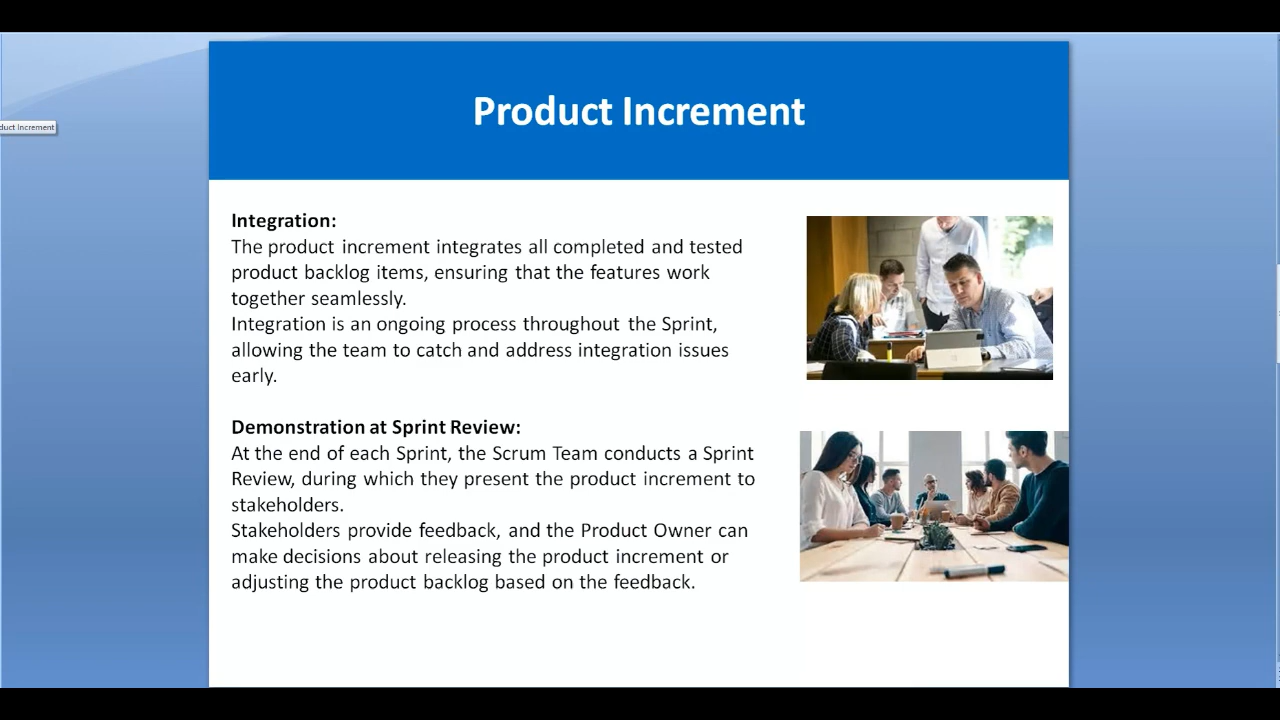 Product Increment
duct Increment
Integration:
The product increment integrates all completed and tested
product backlog items, ensuring that the features work
together seamlessly.
Integration is an ongoing process throughout the Sprint,
allowing the team to catch and address integration issues
early.
Demonstration at Sprint Review:
At the end of each Sprint, the Scrum Team conducts a Sprint
Review, during which they present the product increment to
stakeholders.
Stakeholders provide feedback, and the Product Owner can
make decisions about releasing the product increment or
adjusting the product backlog based on the feedback.